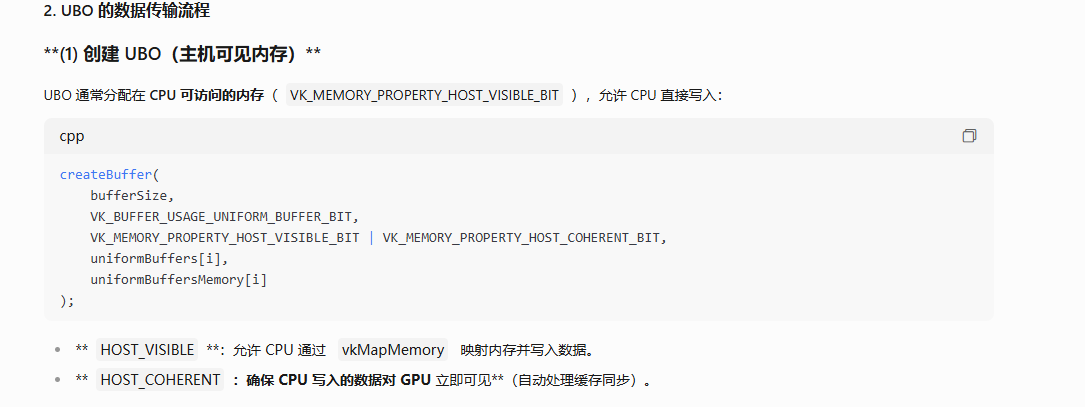 2. UBO 的数据传输流程
**(1) 创建 UBO（主机可见内存）**
UBO 通常分配在 CPU 可访问的内存（ VK_MEMORY_PROPERTY_HOST_VISIBLE_BIT ），允许 CPU 直接写入：
cpp
createBuffer(
    bufferSize,
    VK_BUFFER_USAGE_UNIFORM_BUFFER_BIT,
    VK_MEMORY_PROPERTY_HOST_VISIBLE_BIT | VK_MEMORY_PROPERTY_HOST_COHERENT_BIT,
    uniformBuffers[i],
    uniformBuffersMemory[i]
);
• ** HOST_VISIBLE **：允许 CPU 通过 vkMapMemory 映射内存并写入数据。
• ** HOST_COHERENT ：确保 CPU 写入的数据对 GPU 立即可见**（自动处理缓存同步）。